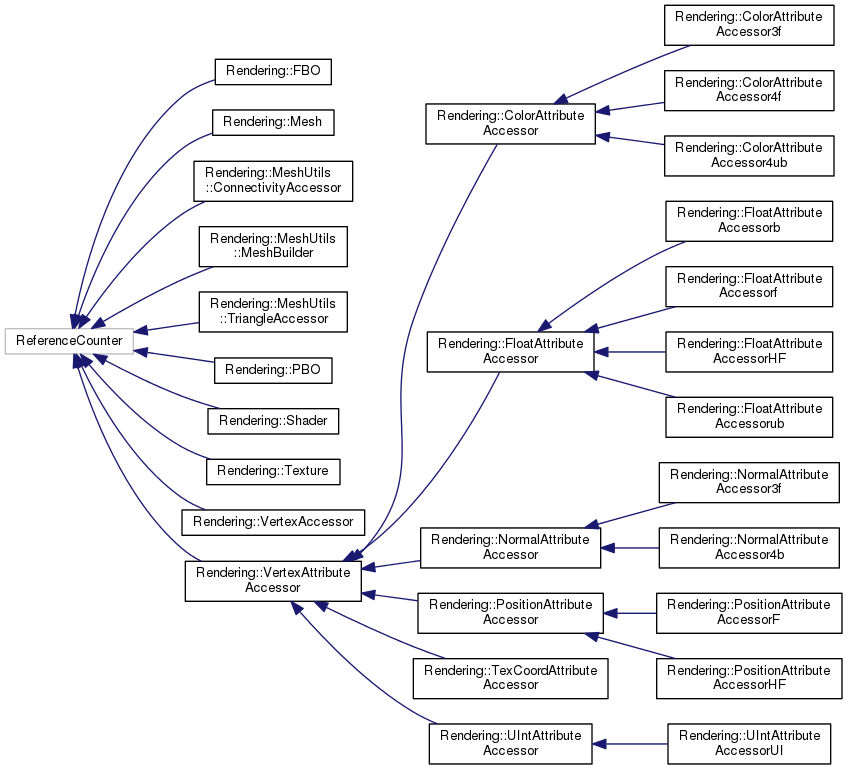 ReferenceCounter
Rendering::FBO
Rendering::Mesh
Rendering::MeshUtils
::ConnectivityAccessor
Rendering::MeshUtils
::MeshBuilder
Rendering::MeshUtils
::TriangleAccessor
Rendering::PBO
Rendering::Shader
Rendering::Texture
Rendering::VertexAccessor
Rendering::VertexAttribute
Accessor
Rendering::ColorAttribute
Accessor
Rendering::FloatAttribute
Accessor
Rendering::NormalAttribute
Accessor
Rendering::PositionAttribute
Accessor
Rendering::TexCoordAttribute
Accessor
Rendering::UIntAttribute
Accessor
Rendering::ColorAttribute
Accessor3f
Rendering::ColorAttribute
Accessor4f
Rendering::ColorAttribute
Accessor4ub
Rendering::FloatAttribute
Accessorb
Rendering::FloatAttribute
Accessorf
Rendering::FloatAttribute
AccessorHF
Rendering::FloatAttribute
Accessorub
Rendering::NormalAttribute
Accessor3f
Rendering::NormalAttribute
Accessor4b
Rendering::PositionAttribute
AccessorF
Rendering::PositionAttribute
AccessorHF
Rendering::UIntAttribute
AccessorUI